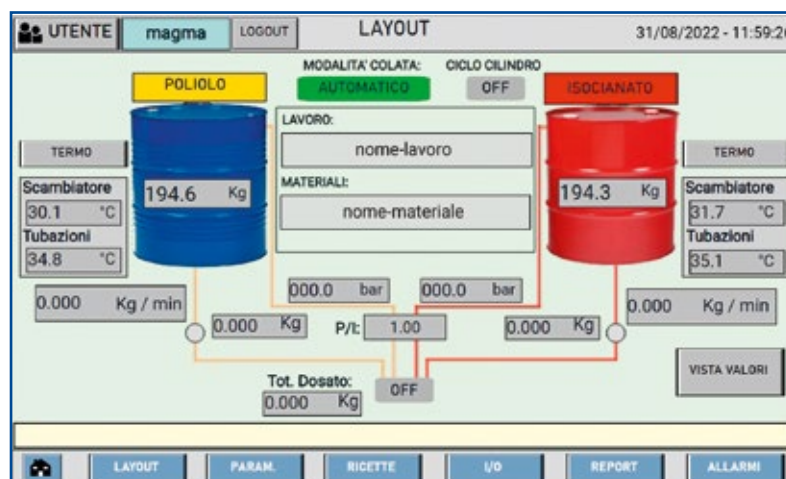 UTENTE magma LOGOUT LAYOUT 31/08/2022 - 11:59:26
MODALITA' COLATA: CICLO CILINDRO
POLIOLO AUTOMATICO OFF ISOCIANATO
LAVORO:
nome-lavoro
TERMO TERMO
MATERIALI:
Scambiatore 194.6 Kg nome-materiale 194.3 Kg Scambiatore
30.1 °C 31.7 °C
Tubazioni Tubazioni
34.8 °C 35.1 °C
000.0 bar 000.0 bar
0.000 Kg / min 0.000 Kg / min
0.000 Kg P/I: 1.00 0.000 Kg
VISTA VALORI
Tot. Dosato: OFF
0.000 Kg
LAYOUT PARAM. RICETTE I/O REPORT ALLARMI